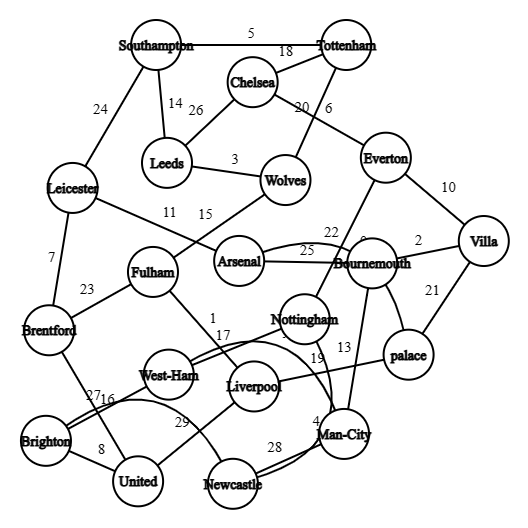 5
Southampton
Tottenham
18
Chelsea
24
14
26
20
6
3
Everton
Leeds
Wolves
10
Leicester
11
15
22
2
Villa
25
Arsenal
Bournemouth
7
Fulham
23
21
1
Nottingham
Brentford
17
13
19
palace
West-Ham
Liverpool
27
16
29
4
Man-City
Brighton
8
28
United
Newcastle